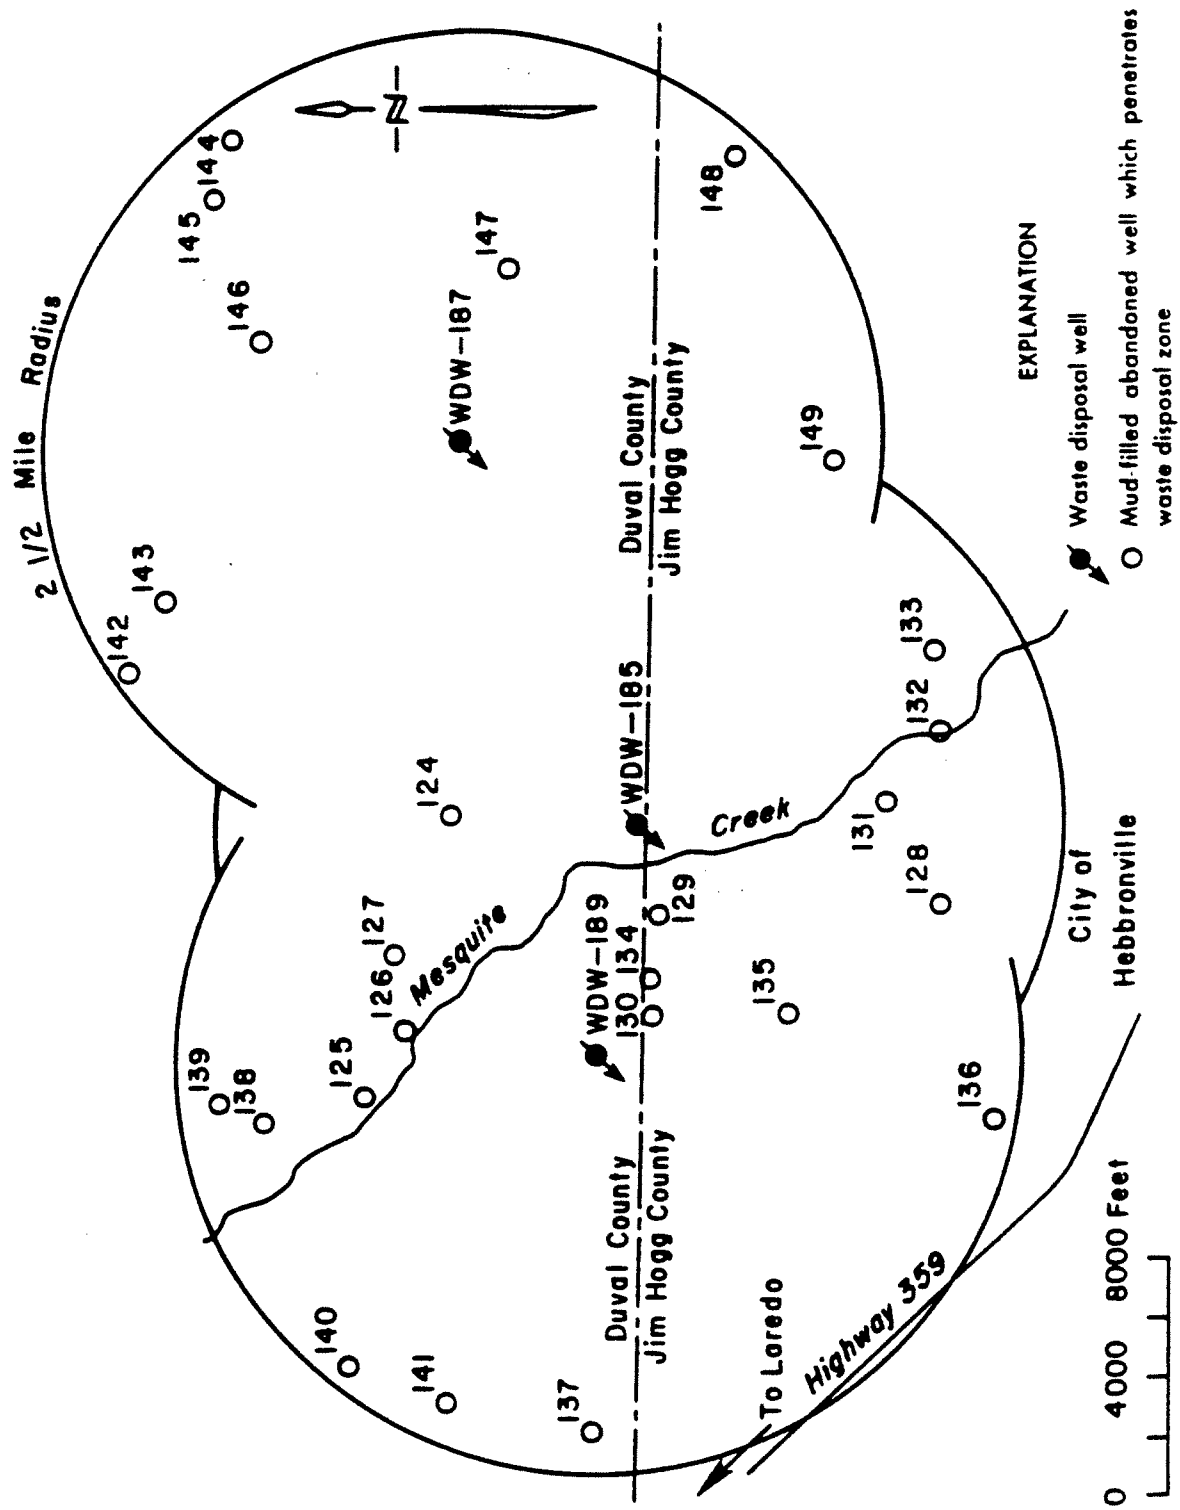 2 1/2 Mile Radius
N
139
138
140
141
137
125
126
127
124
142
143
146
145
144
147
WDW-187
WDW-185
WDW-189
130
134
129
Mesquite
Creek
Duval County
Jim Hogg County
Duval County
Jim Hogg County
135
136
128
131
132
133
149
148
To Laredo
Highway 359
City of
Hebbronville
0 4000 8000 Feet
EXPLANATION
Waste disposal well
Mud-filled abandoned well which penetrates
waste disposal zone